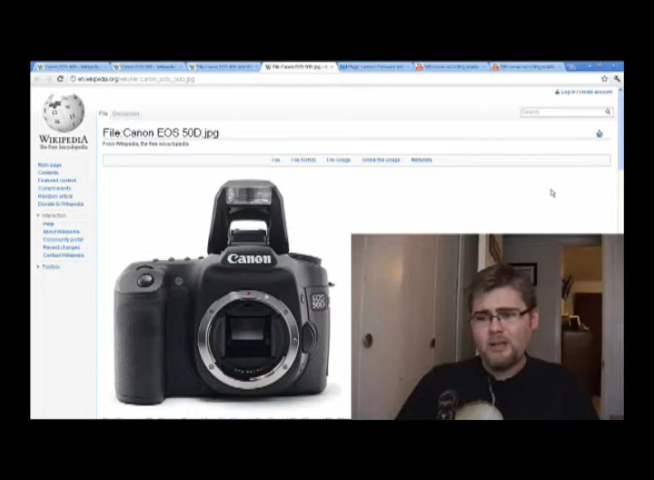 Log in / create account
Search
File
Discussion
File:Canon EOS 50D.jpg
From Wikipedia, the free encyclopedia
File
File history
File usage
Global file usage
Metadata
WIKIPEDIA
The Free Encyclopedia
Main page
Contents
Featured content
Current events
Random article
Donate to Wikipedia
Interaction
Help
About Wikipedia
Community portal
Recent changes
Contact Wikipedia
Toolbox
Canon
EOS
50D